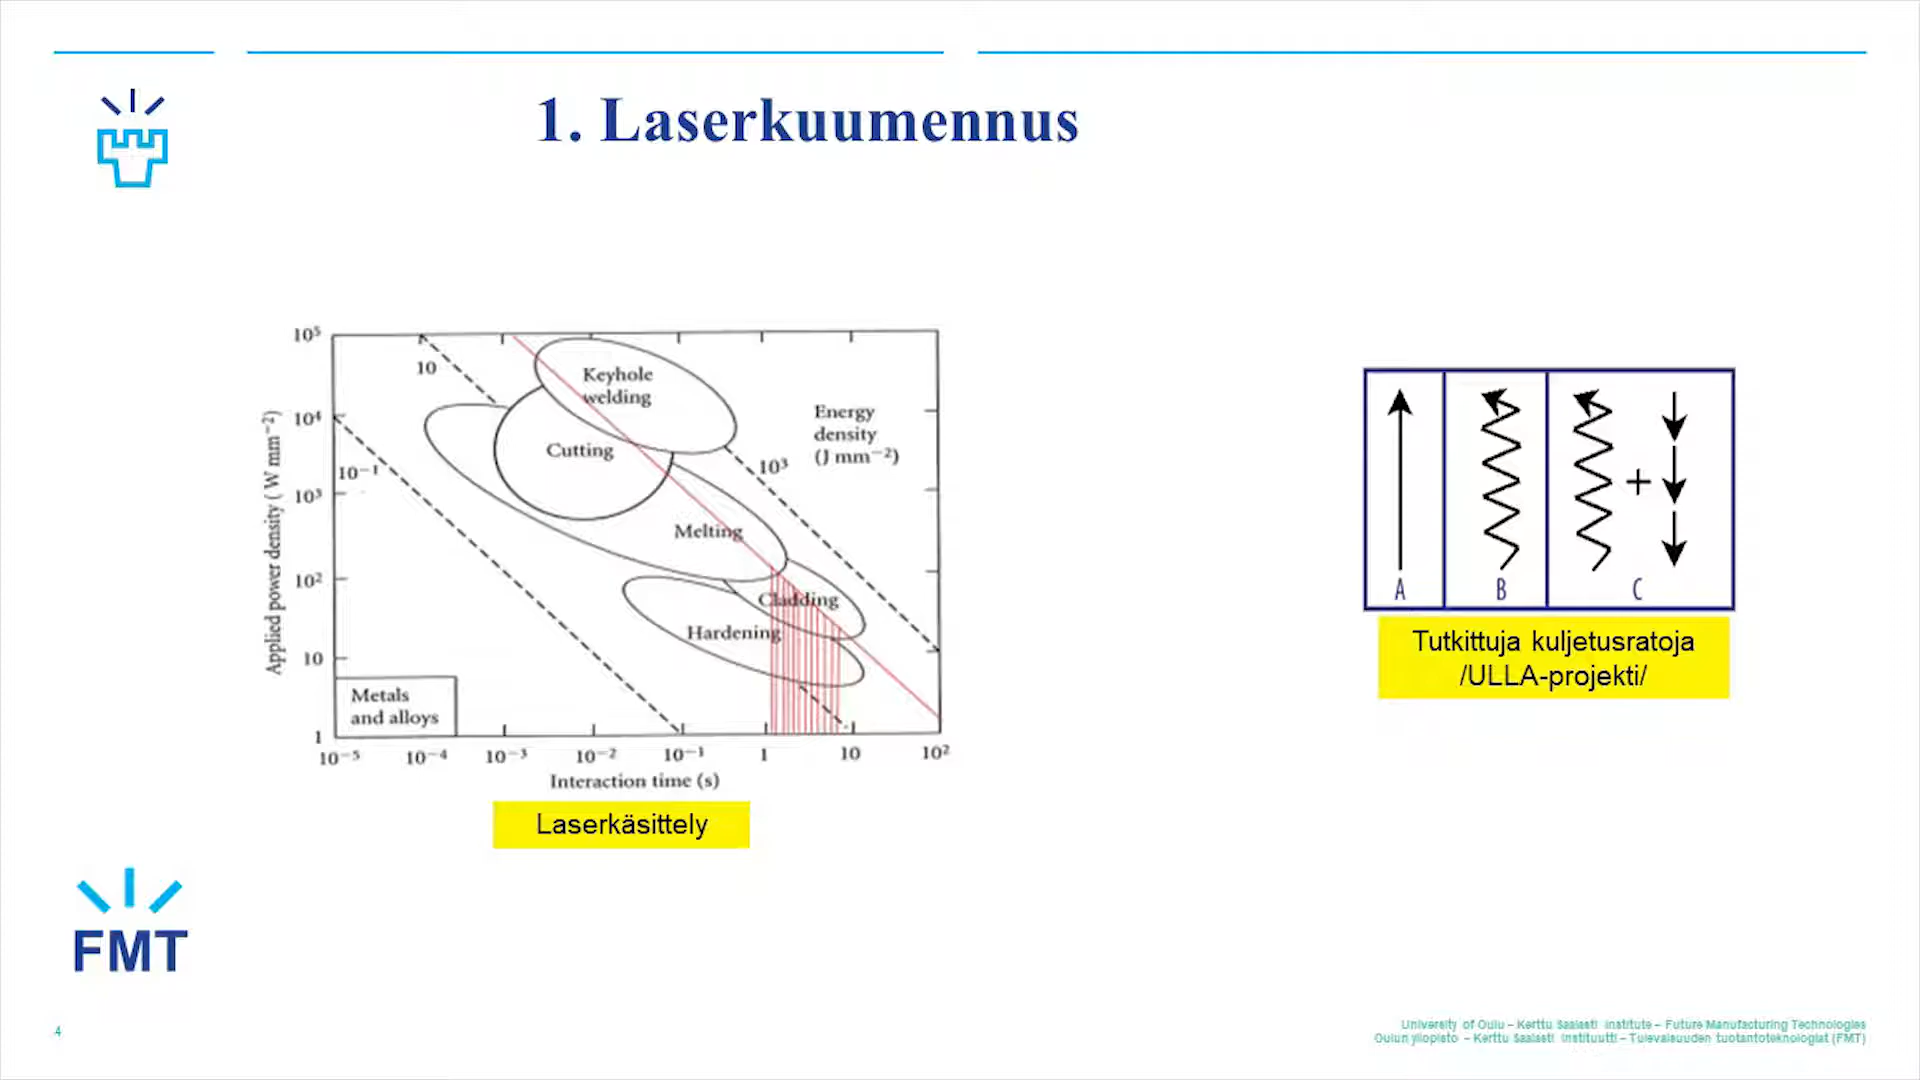 1. Laserkuumennus
10⁵
10
Keyhole
welding
10⁴
Energy
density
(J mm⁻²)
Cutting
10³
10⁻¹
10³
Melting
10²
Cladding
Hardening
10
Metals
and alloys
1
10⁻⁵ 10⁻⁴ 10⁻³ 10⁻² 10⁻¹ 1 10 10²
Interaction time (s)
Applied power density (W mm⁻²)
Laserkäsittely
A B C
+
Tutkittuja kuljetusratoja
/ULLA-projekti/
FMT
4
University of Oulu – Kerttu Saalasti Institute – Future Manufacturing Technologies
Oulun yliopisto – Kerttu Saalasti Instituutti – Tulevaisuuden tuotantoteknologiat (FMT)